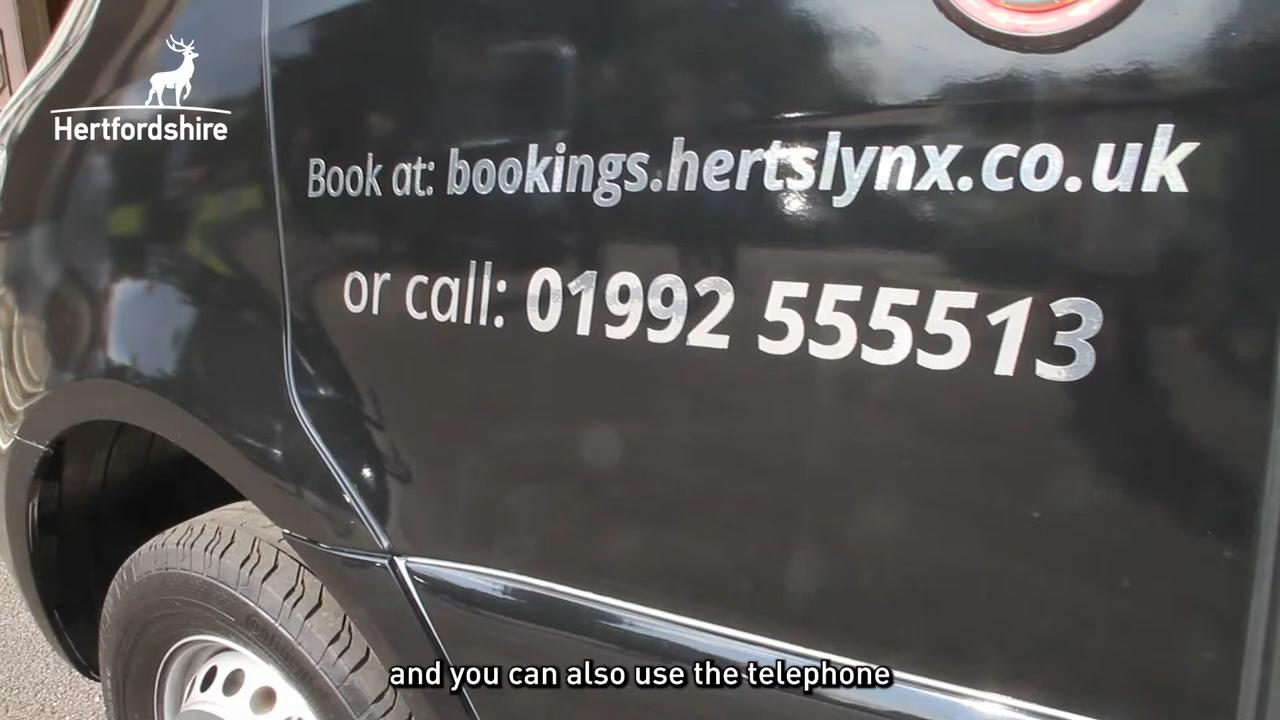 Hertfordshire
Book at: bookings.hertslynx.co.uk
or call: 01992 555513
and you can also use the telephone